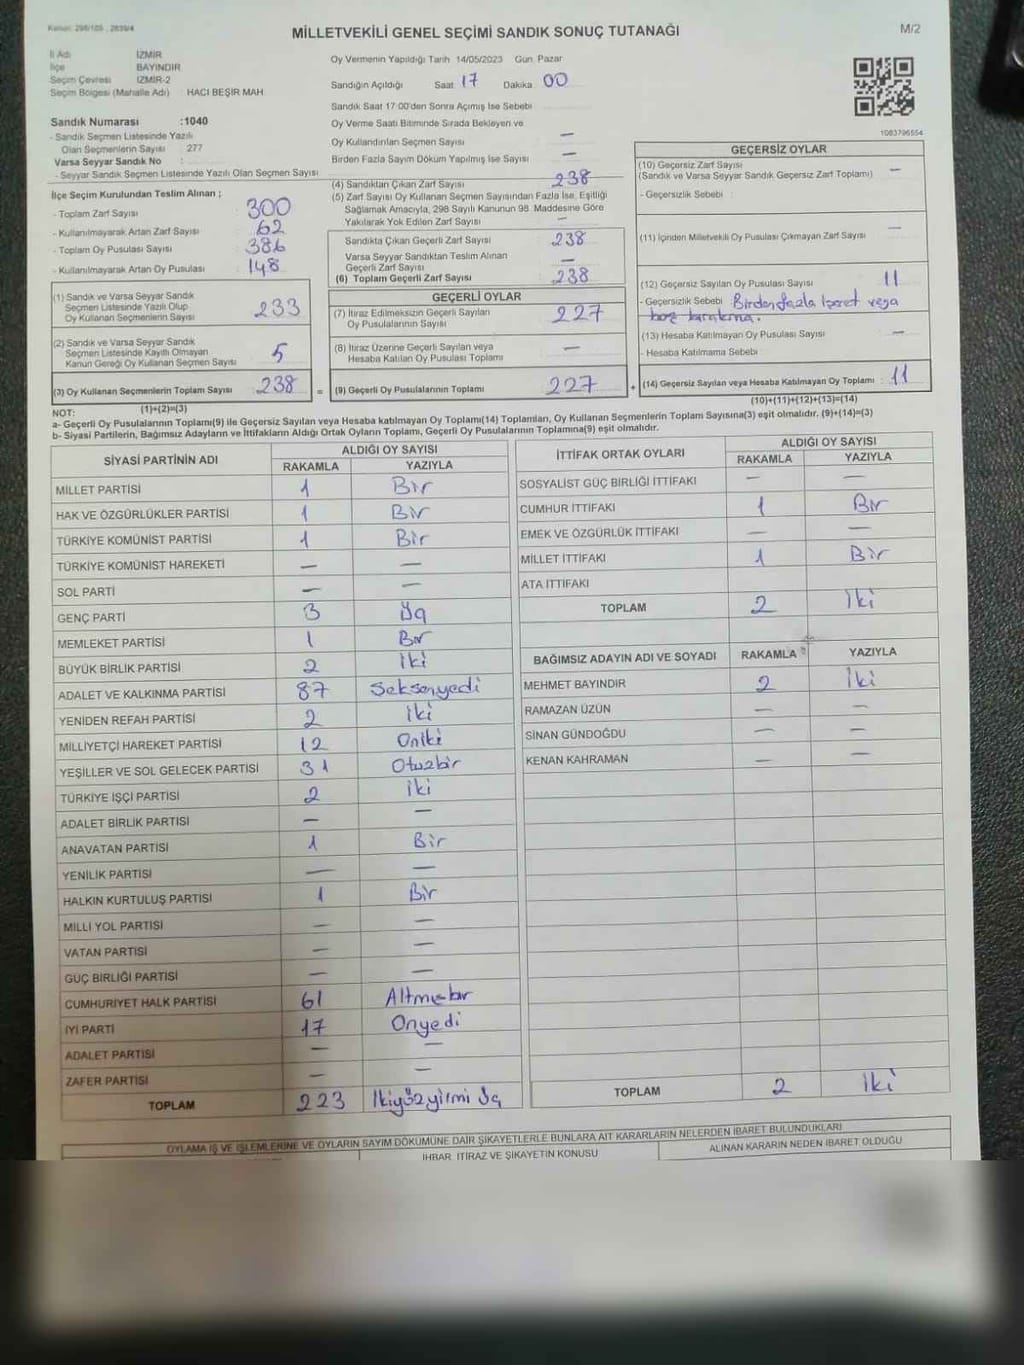 Kanun: 298/105 , 2839/4
MİLLETVEKİLİ GENEL SEÇİMİ SANDIK SONUÇ TUTANAĞI
M/2
İl Adı İZMİR
İlçe BAYINDIR
Seçim Çevresi İZMİR-2
Seçim Bölgesi (Mahalle Adı) HACI BEŞİR MAH
Sandık Numarası :1040
- Sandık Seçmen Listesinde Yazılı
Olan Seçmenlerin Sayısı 277
Varsa Seyyar Sandık No :
- Seyyar Sandık Seçmen Listesinde Yazılı Olan Seçmen Sayısı
İlçe Seçim Kurulundan Teslim Alınan ;
- Toplam Zarf Sayısı 300
- Kullanılmayarak Artan Zarf Sayısı 62
- Toplam Oy Pusulası Sayısı 386
- Kullanılmayarak Artan Oy Pusulası 148
(1) Sandık ve Varsa Seyyar Sandık
Seçmen Listesinde Yazılı Olup
Oy Kullanan Seçmenlerin Sayısı 233
(2) Sandık ve Varsa Seyyar Sandık
Seçmen Listesinde Kayıtlı Olmayan
Kanun Gereği Oy Kullanan Seçmen Sayısı 5
(3) Oy Kullanan Seçmenlerin Toplam Sayısı 238 =
(1)+(2)=(3)
Oy Vermenin Yapıldığı Tarih 14/05/2023 Gün Pazar
Sandığın Açıldığı Saat 17 Dakika 00
Sandık Saat 17:00'den Sonra Açılmış İse Sebebi
Oy Verme Saati Bitiminde Sırada Bekleyen ve
Oy Kullandırılan Seçmen Sayısı —
Birden Fazla Sayım Döküm Yapılmış İse Sayısı —
(4) Sandıktan Çıkan Zarf Sayısı 238
(5) Zarf Sayısı Oy Kullanan Seçmen Sayısından Fazla İse, Eşitliği
Sağlamak Amacıyla, 298 Sayılı Kanunun 98. Maddesine Göre
Yakılarak Yok Edilen Zarf Sayısı —
Sandıkta Çıkan Geçerli Zarf Sayısı 238
Varsa Seyyar Sandıktan Teslim Alınan
Geçerli Zarf Sayısı —
(6) Toplam Geçerli Zarf Sayısı 238
GEÇERLİ OYLAR
(7) İtiraz Edilmeksizin Geçerli Sayılan
Oy Pusulasının Sayısı 227
(8) İtiraz Üzerine Geçerli Sayılan veya
Hesaba Katılan Oy Pusulası Toplamı —
(9) Geçerli Oy Pusulalarının Toplamı 227 +
1083796554
GEÇERSİZ OYLAR
(10) Geçersiz Zarf Sayısı
(Sandık ve Varsa Seyyar Sandık Geçersiz Zarf Toplamı) —
- Geçersizlik Sebebi :
(11) İçinden Milletvekili Oy Pusulası Çıkmayan Zarf Sayısı —
(12) Geçersiz Sayılan Oy Pusulası Sayısı 11
- Geçersizlik Sebebi Birden fazla İşaret veya
boş bırakma.
(13) Hesaba Katılmayan Oy Pusulası Sayısı —
- Hesaba Katılmama Sebebi
(14) Geçersiz Sayılan veya Hesaba Katılmayan Oy Toplamı : 11
(10)+(11)+(12)+(13)=(14)
NOT:
a- Geçerli Oy Pusulalarının Toplamı(9) ile Geçersiz Sayılan veya Hesaba katılmayan Oy Toplamı(14) Toplamları, Oy Kullanan Seçmenlerin Toplam Sayısına(3) eşit olmalıdır. (9)+(14)=(3)
b- Siyasi Partilerin, Bağımsız Adayların ve İttifakların Aldığı Ortak Oyların Toplamı, Geçerli Oy Pusulalarının Toplamına(9) eşit olmalıdır.
SİYASİ PARTİNİN ADI ALDIĞI OY SAYISI
RAKAMLA YAZIYLA
MİLLET PARTİSİ 1 Bir
HAK VE ÖZGÜRLÜKLER PARTİSİ 1 Bir
TÜRKİYE KOMÜNİST PARTİSİ 1 Bir
TÜRKİYE KOMÜNİST HAREKETİ — —
SOL PARTİ — —
GENÇ PARTİ 3 Üç
MEMLEKET PARTİSİ 1 Bir
BÜYÜK BİRLİK PARTİSİ 2 İki
ADALET VE KALKINMA PARTİSİ 87 Seksenyedi
YENİDEN REFAH PARTİSİ 2 İki
MİLLİYETÇİ HAREKET PARTİSİ 12 Oniki
YEŞİLLER VE SOL GELECEK PARTİSİ 31 Otuzbir
TÜRKİYE İŞÇİ PARTİSİ 2 İki
ADALET BİRLİK PARTİSİ — —
ANAVATAN PARTİSİ 1 Bir
YENİLİK PARTİSİ — —
HALKIN KURTULUŞ PARTİSİ 1 Bir
MİLLİ YOL PARTİSİ — —
VATAN PARTİSİ — —
GÜÇ BİRLİĞİ PARTİSİ — —
CUMHURİYET HALK PARTİSİ 61 Altmışbir
İYİ PARTİ 17 Onyedi
ADALET PARTİSİ — —
ZAFER PARTİSİ — —
TOPLAM 223 İkiyüzyirmi Üç
İTTİFAK ORTAK OYLARI ALDIĞI OY SAYISI
RAKAMLA YAZIYLA
SOSYALİST GÜÇ BİRLİĞİ İTTİFAKI — —
CUMHUR İTTİFAKI 1 Bir
EMEK VE ÖZGÜRLÜK İTTİFAKI — —
MİLLET İTTİFAKI 1 Bir
ATA İTTİFAKI
TOPLAM 2 İki
BAĞIMSIZ ADAYIN ADI VE SOYADI RAKAMLA YAZIYLA
MEHMET BAYINDIR 2 İki
RAMAZAN ÜZÜN — —
SİNAN GÜNDOĞDU — —
KENAN KAHRAMAN — —
TOPLAM 2 İki
OYLAMA İŞ VE İŞLEMLERİNE VE OYLARIN SAYIM DÖKÜMÜNE DAİR ŞİKAYETLERLE BUNLARA AİT KARARLARIN NELERDEN İBARET BULUNDUKLARI
İHBAR, İTİRAZ VE ŞİKAYETİN KONUSU ALINAN KARARIN NEDEN İBARET OLDUĞU